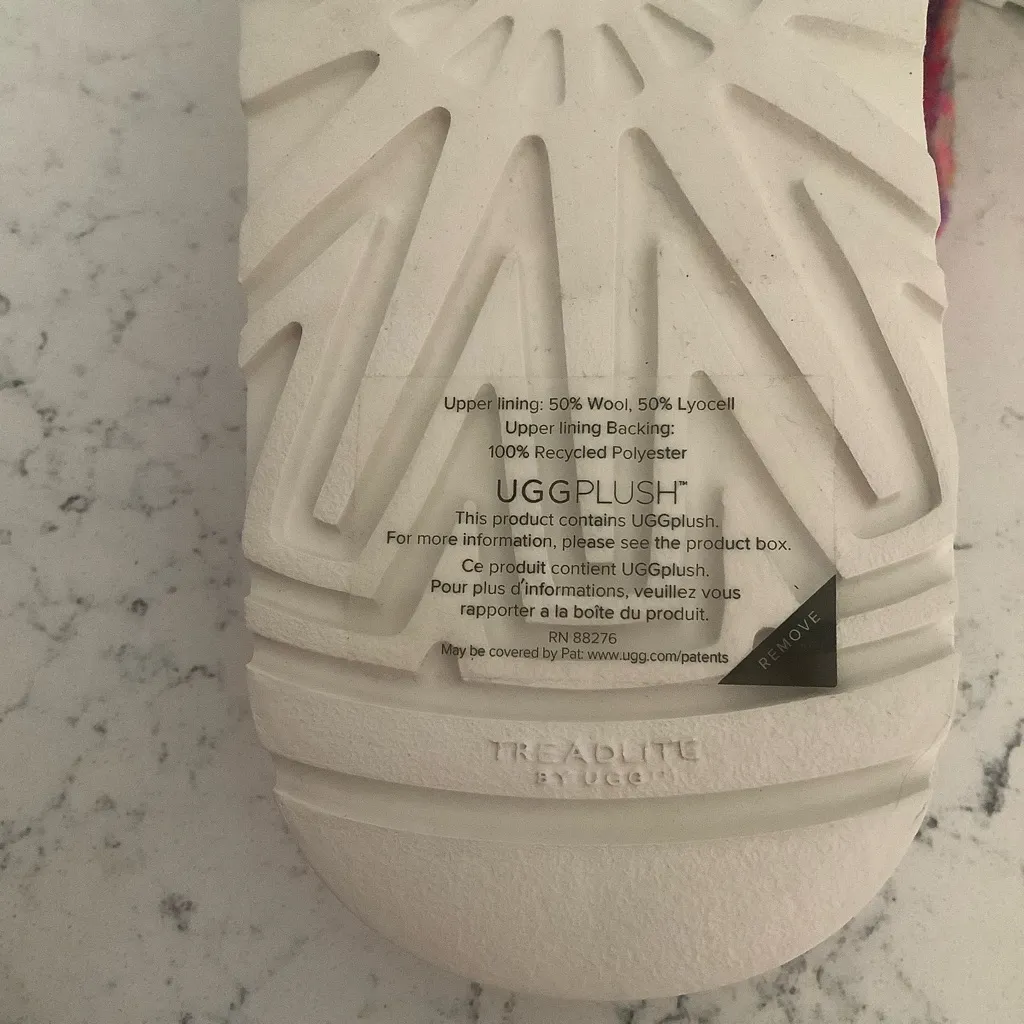 Upper lining: 50% Wool, 50% Lyocell
Upper lining Backing:
100% Recycled Polyester
UGGPLUSH™
This product contains UGGplush.
For more information, please see the product box.
Ce produit contient UGGplush.
Pour plus d'informations, veuillez vous
rapporter a la boîte du produit.
RN 88276
May be covered by Pat: www.ugg.com/patents
REMOVE
TREADLITE
BY UGG™